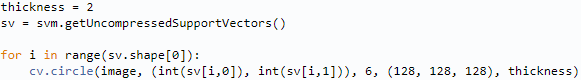 thickness = 2
sv = svm.getUncompressedSupportVectors()

for i in range(sv.shape[0]):
    cv.circle(image, (int(sv[i,0]), int(sv[i,1])), 6, (128, 128, 128), thickness)